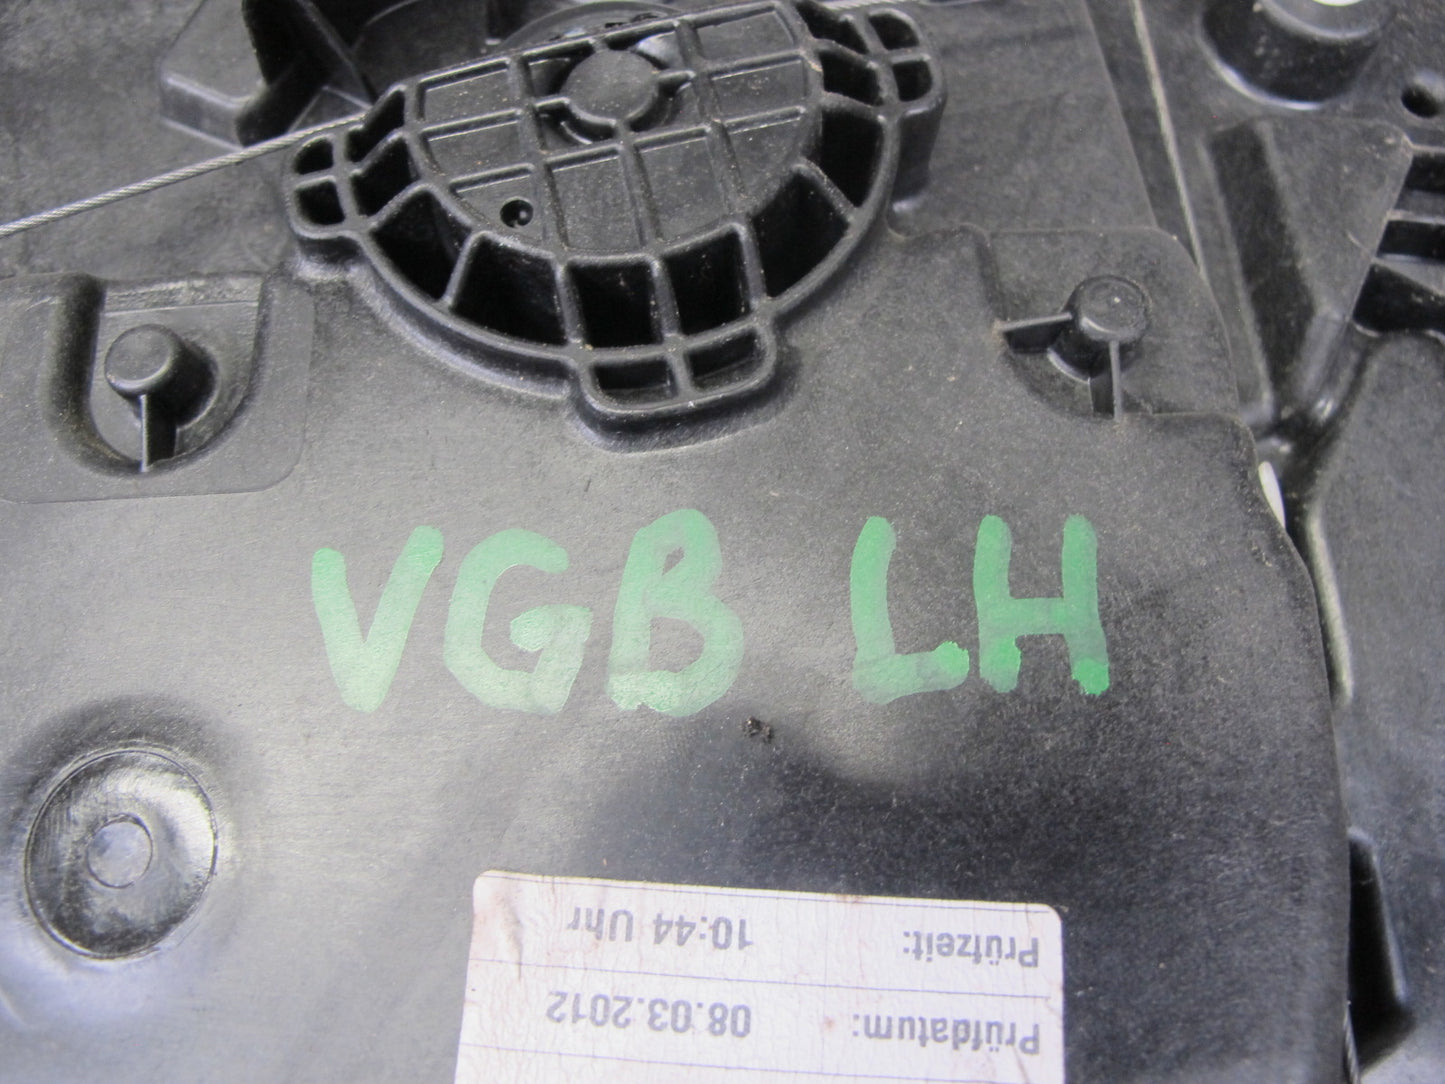 VGB LH
Prüfdatum: 08.03.2012
Prüfzeit: 10:44 Uhr